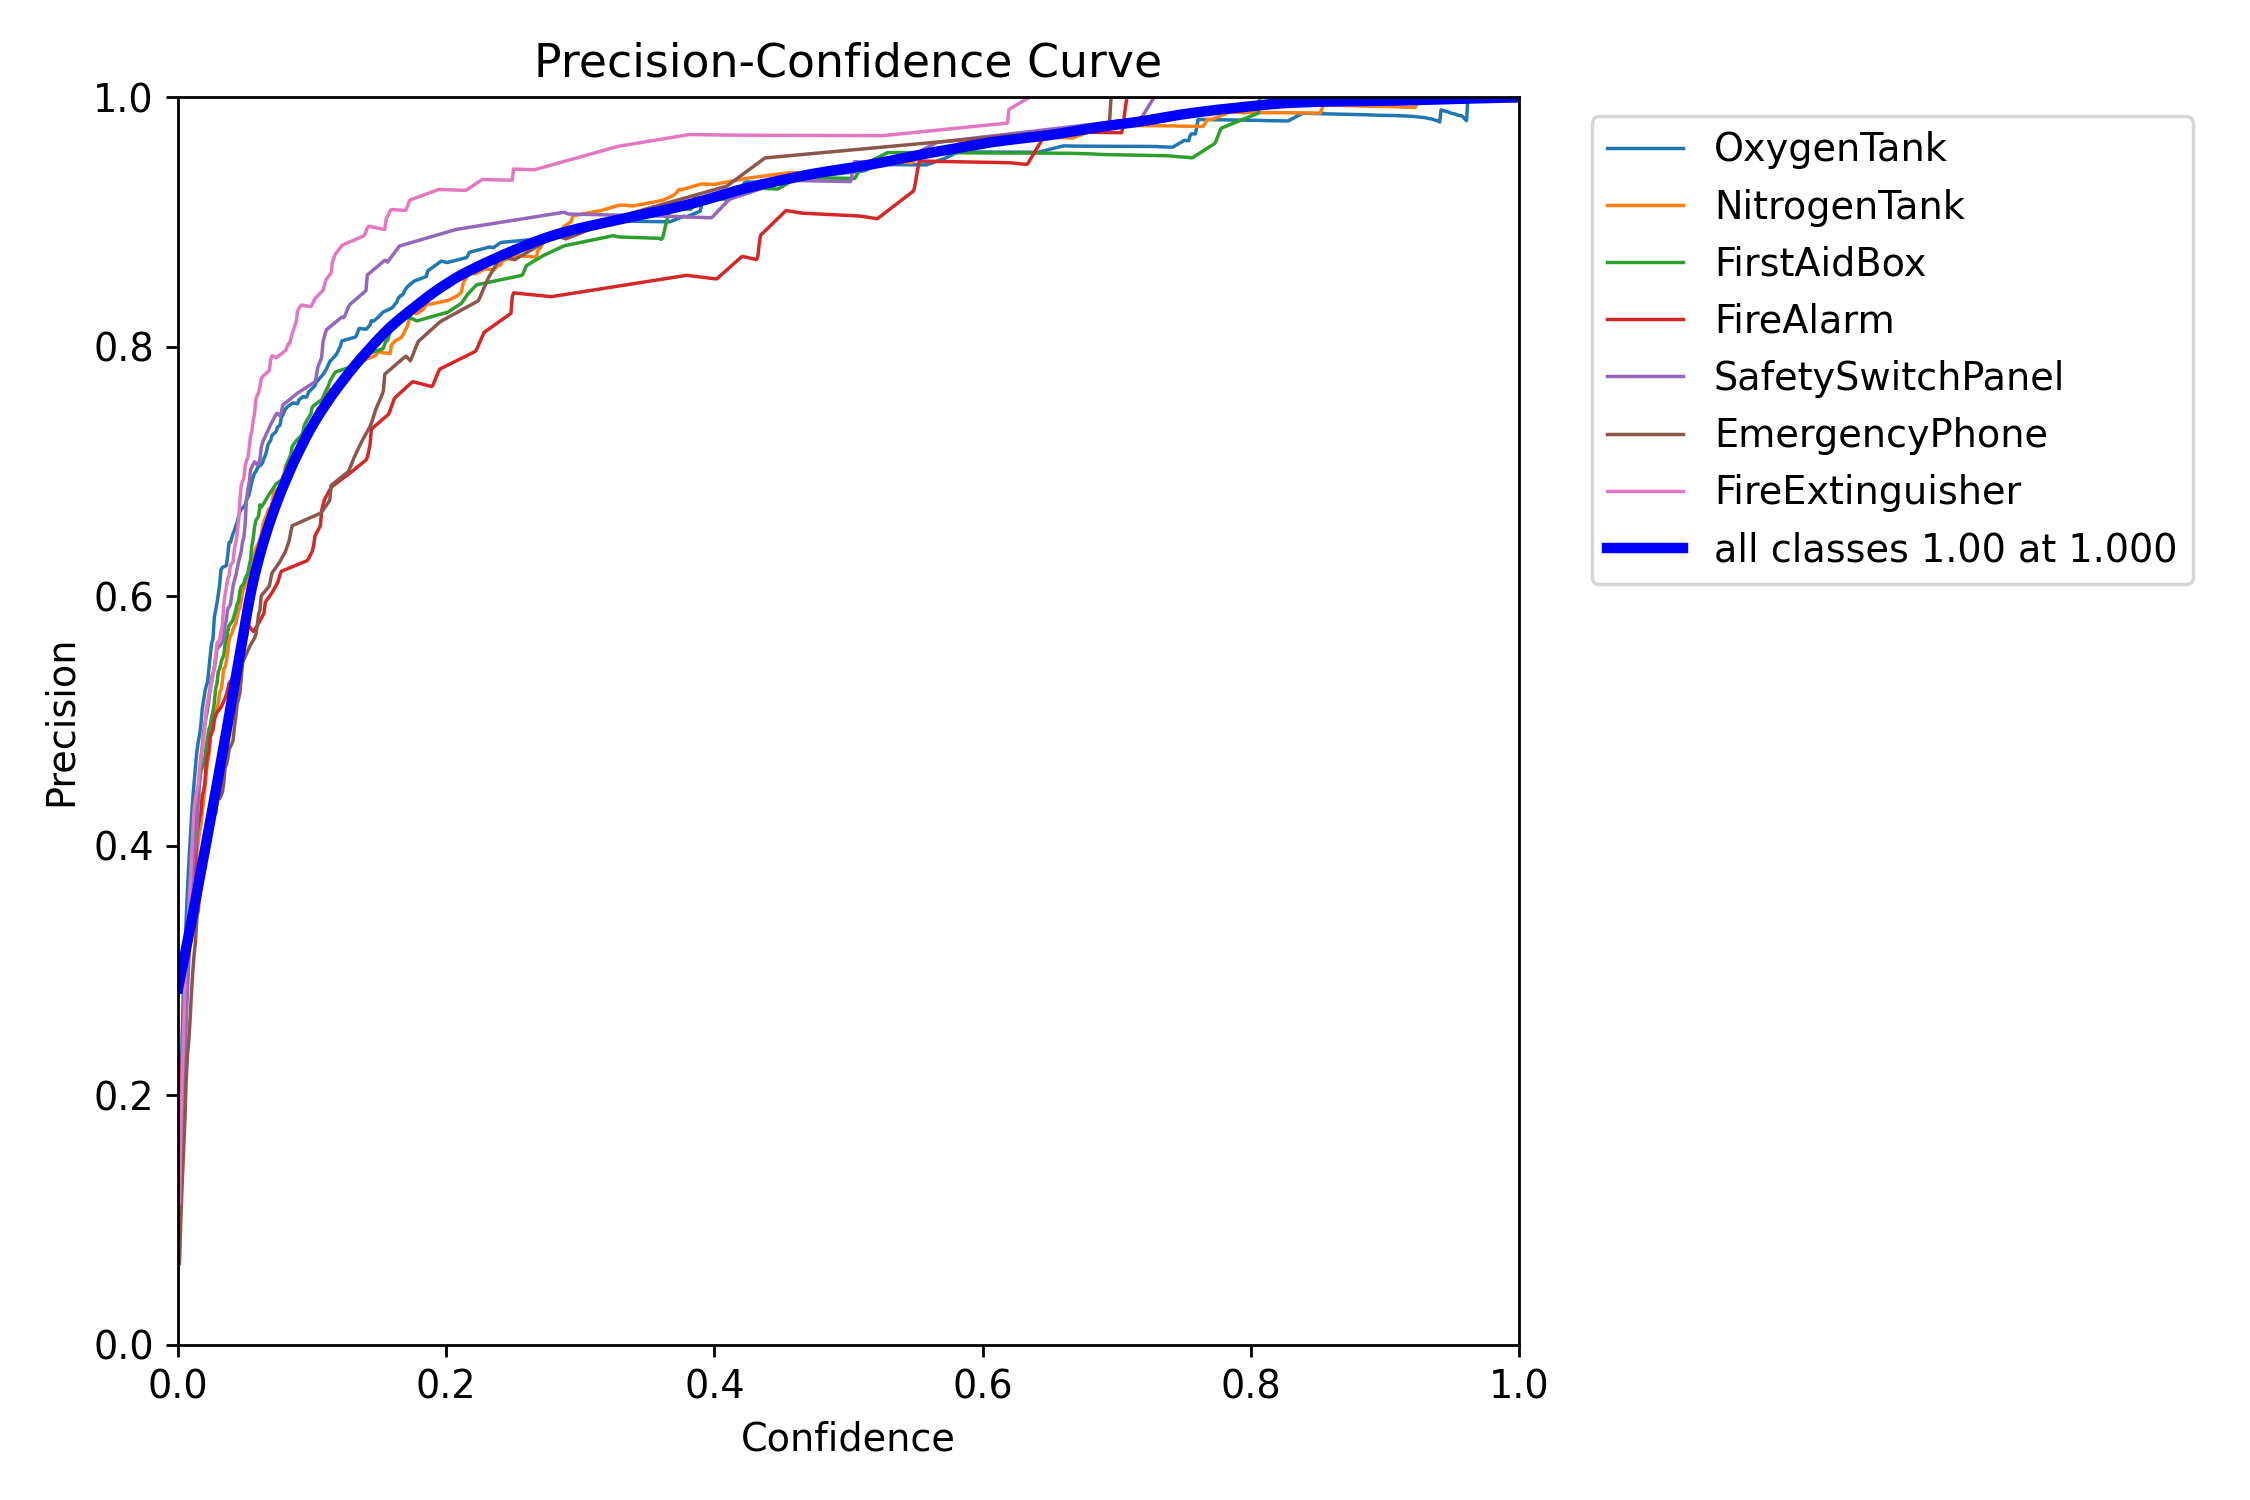 Precision-Confidence Curve
1.0
0.8
0.6
0.4
0.2
0.0
Precision
0.0 0.2 0.4 0.6 0.8 1.0
Confidence
OxygenTank
NitrogenTank
FirstAidBox
FireAlarm
SafetySwitchPanel
EmergencyPhone
FireExtinguisher
all classes 1.00 at 1.000